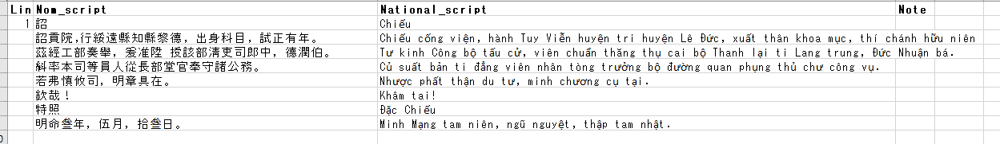 Lin Nom_script National_script Note
1 詔 Chiếu
詔貢院,行綏遠縣知縣黎德，出身科目，試正有年。 Chiếu cống viện, hành Tuy Viễn huyện tri huyện Lê Đức, xuất thân khoa mục, thí chánh hữu niên
茲經工部奏舉，爰准陞 授該部清吏司郎中，德潤伯。 Tư kinh Công bộ tấu cử, viên chuẩn thăng thụ cai bộ Thanh lại ti Lang trung, Đức Nhuận bá.
斜率本司等員人從長部堂官奉守諸公務。 Củ suất bản ti đẳng viên nhân tòng trưởng bộ đường quan phụng thủ chư công vụ.
若弗慎攸司，明章具在。 Nhược phất thận du tư, minh chương cụ tại.
欽哉！ Khâm tai!
特照 Đặc Chiếu
明命叄年，伍月，拾叄日。 Minh Mạng tam niên, ngũ nguyệt, thập tam nhật.